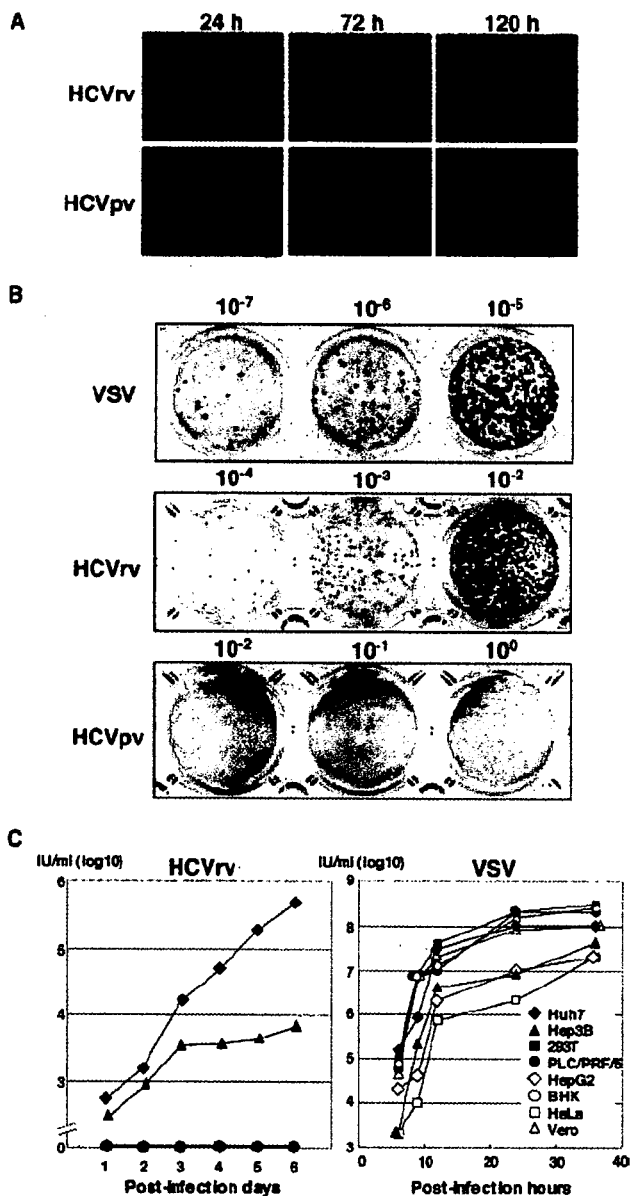 A
24 h 72 h 120 h
HCVrv
HCVpv
B
10-7 10-6 10-5
VSV
10-4 10-3 10-2
HCVrv
10-2 10-1 100
HCVpv
C
IU/ml (log10) HCVrv IU/ml (log10) VSV
6
5
4
3
0
1 2 3 4 5 6
Post-infection days
9
8
7
6
5
4
3
0 10 20 30 40
Post-infection hours
Huh7
Hep3B
293T
PLC/PRF/5
HepG2
BHK
HeLa
Vero